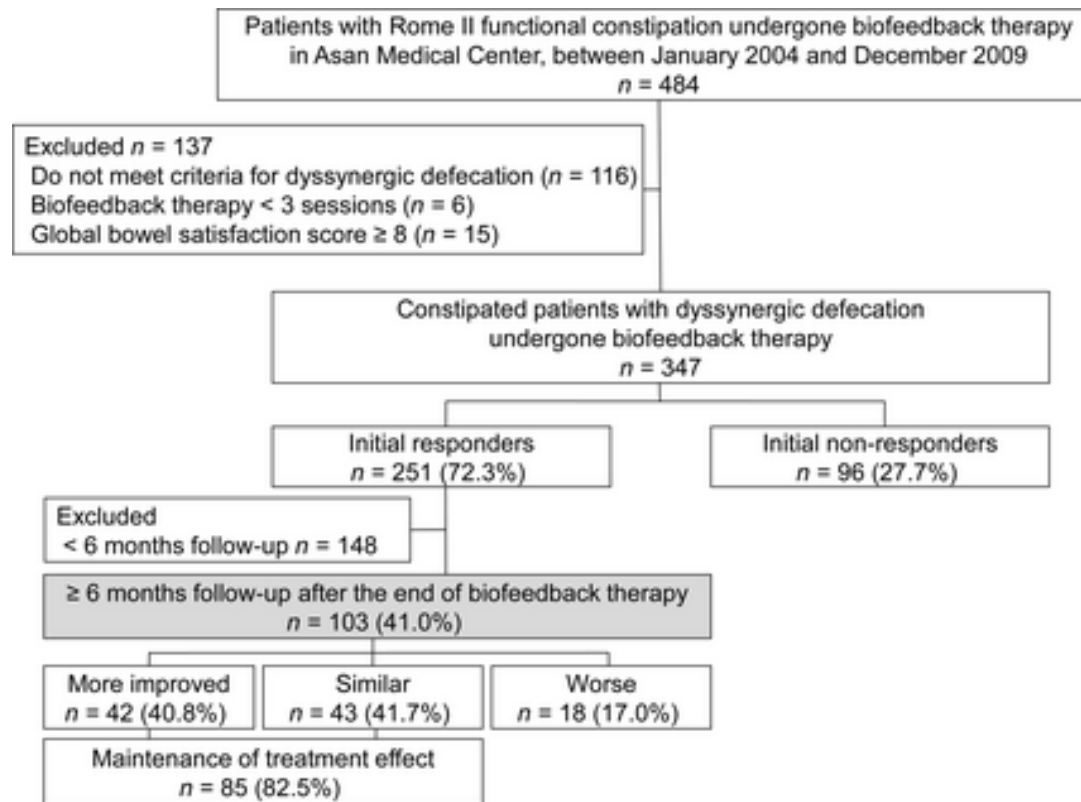 Patients with Rome II functional constipation undergone biofeedback therapy
in Asan Medical Center, between January 2004 and December 2009
n = 484
Excluded n = 137
Do not meet criteria for dyssynergic defecation (n = 116)
Biofeedback therapy < 3 sessions (n = 6)
Global bowel satisfaction score ≥ 8 (n = 15)
Constipated patients with dyssynergic defecation
undergone biofeedback therapy
n = 347
Initial responders
n = 251 (72.3%)
Initial non-responders
n = 96 (27.7%)
Excluded
< 6 months follow-up n = 148
≥ 6 months follow-up after the end of biofeedback therapy
n = 103 (41.0%)
More improved
n = 42 (40.8%)
Similar
n = 43 (41.7%)
Worse
n = 18 (17.0%)
Maintenance of treatment effect
n = 85 (82.5%)